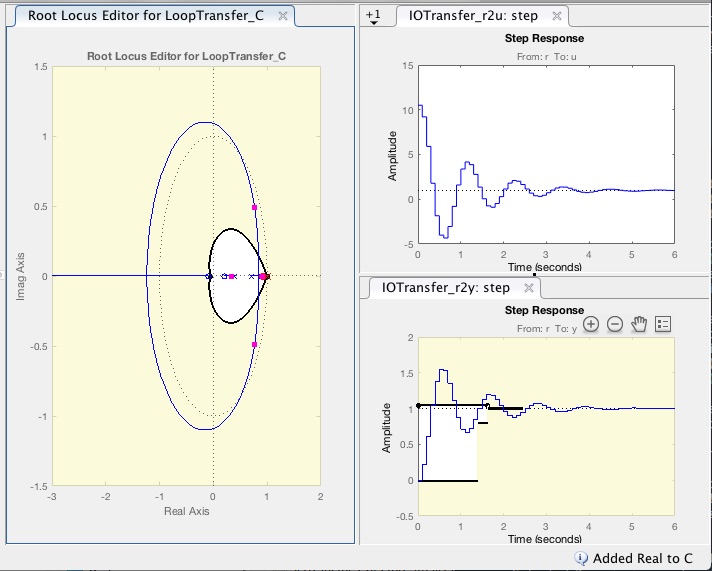 Root Locus Editor for LoopTransfer_C
Root Locus Editor for LoopTransfer_C
1.5
1
0.5
0
-0.5
-1
-1.5
Imag Axis
-3 -2 -1 0 1 2
Real Axis
+1
IOTransfer_r2u: step
Step Response
From: r To: u
15
10
5
0
-5
Amplitude
0 1 2 3 4 5 6
Time (seconds)
IOTransfer_r2y: step
Step Response
From: r To: y
2
1.5
1
0.5
0
-0.5
Amplitude
0 1 2 3 4 5 6
Time (seconds)
Added Real to C